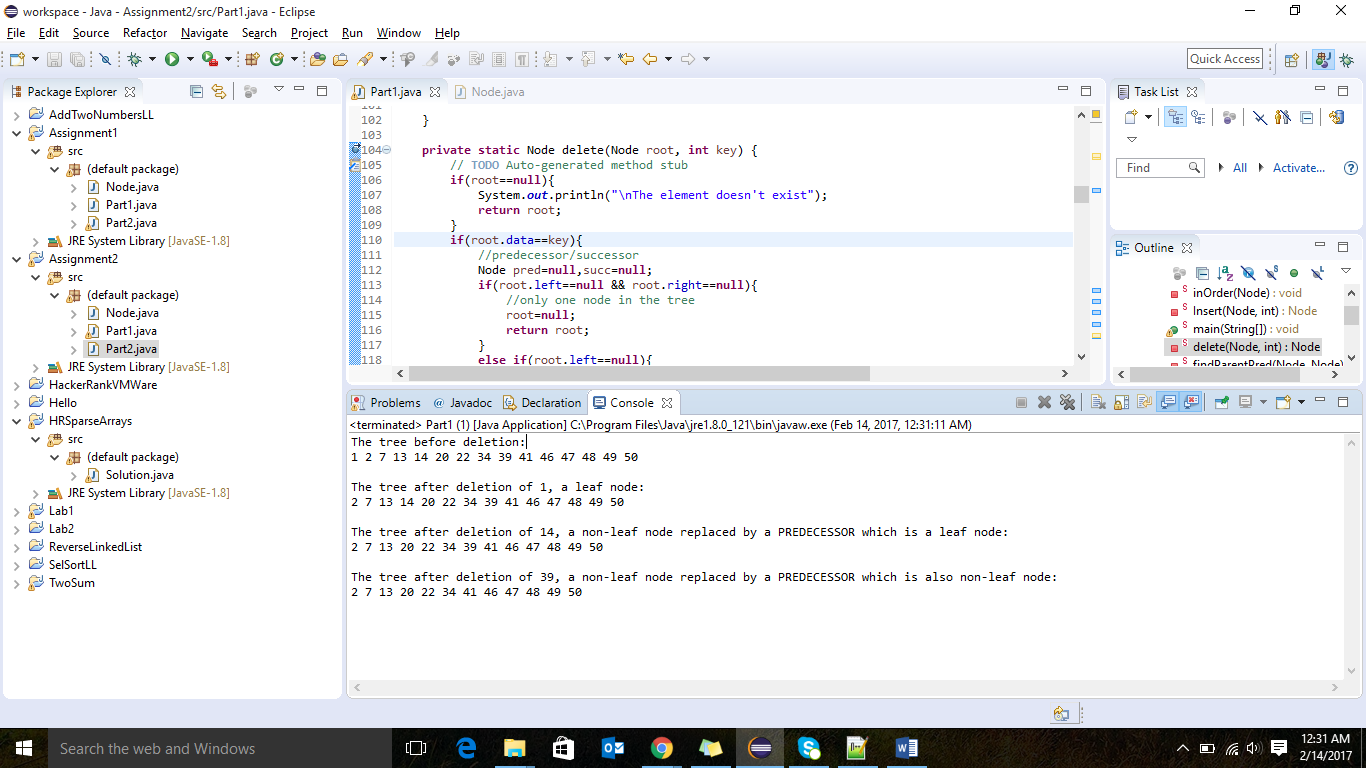 workspace - Java - Assignment2/src/Part1.java - Eclipse
File Edit Source Refactor Navigate Search Project Run Window Help
Quick Access
Package Explorer
AddTwoNumbersLL
Assignment1
src
(default package)
Node.java
Part1.java
Part2.java
JRE System Library [JavaSE-1.8]
Assignment2
src
(default package)
Node.java
Part1.java
Part2.java
JRE System Library [JavaSE-1.8]
HackerRankVMWare
Hello
HRSparseArrays
src
(default package)
Solution.java
JRE System Library [JavaSE-1.8]
Lab1
Lab2
ReverseLinkedList
SelSortLL
TwoSum
Part1.java Node.java
101
102 }
103
104 private static Node delete(Node root, int key) {
105 // TODO Auto-generated method stub
106 if(root==null){
107 System.out.println("\nThe element doesn't exist");
108 return root;
109 }
110 if(root.data==key){
111 //predecessor/successor
112 Node pred=null,succ=null;
113 if(root.left==null && root.right==null){
114 //only one node in the tree
115 root=null;
116 return root;
117 }
118 else if(root.left==null){
Task List
Find All Activate...
Outline
inOrder(Node) : void
Insert(Node, int) : Node
main(String[]) : void
delete(Node, int) : Node
findParentPred(Node, Node)
Problems @ Javadoc Declaration Console
<terminated> Part1 (1) [Java Application] C:\Program Files\Java\jre1.8.0_121\bin\javaw.exe (Feb 14, 2017, 12:31:11 AM)
The tree before deletion:
1 2 7 13 14 20 22 34 39 41 46 47 48 49 50
The tree after deletion of 1, a leaf node:
2 7 13 14 20 22 34 39 41 46 47 48 49 50
The tree after deletion of 14, a non-leaf node replaced by a PREDECESSOR which is a leaf node:
2 7 13 20 22 34 39 41 46 47 48 49 50
The tree after deletion of 39, a non-leaf node replaced by a PREDECESSOR which is also non-leaf node:
2 7 13 20 22 34 41 46 47 48 49 50
Search the web and Windows
12:31 AM
2/14/2017